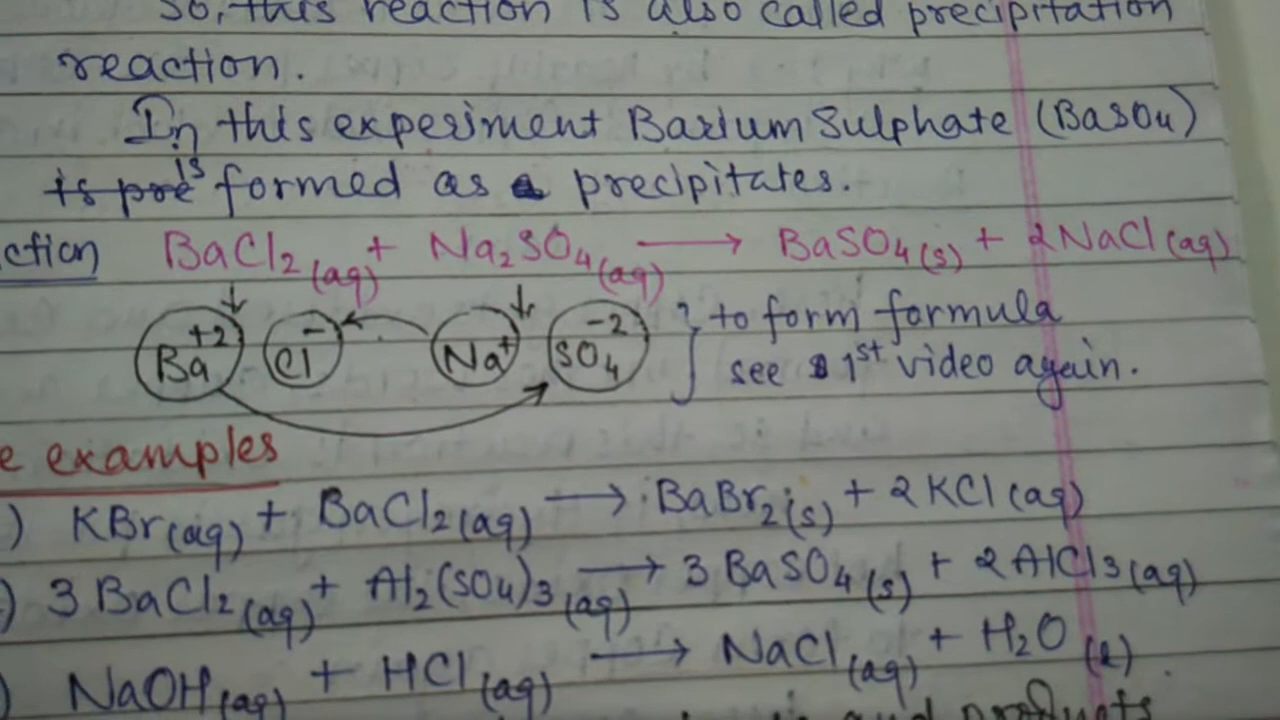 So, this reaction is also called precipitation
reaction.
In this experiment Barium Sulphate (BaSO4)
is pre is formed as a precipitates.
ction BaCl2(aq) + Na2SO4(aq) → BaSO4(s) + 2NaCl(aq)
Ba+2 Cl- Na+ SO4-2 } to form formula
see 1st video again.
e examples
) KBr(aq) + BaCl2(aq) → BaBr2(s) + 2KCl(aq)
) 3BaCl2(aq) + Al2(SO4)3(aq) → 3BaSO4(s) + 2AlCl3(aq)
) NaOH(aq) + HCl(aq) → NaCl(aq) + H2O(l).
and products